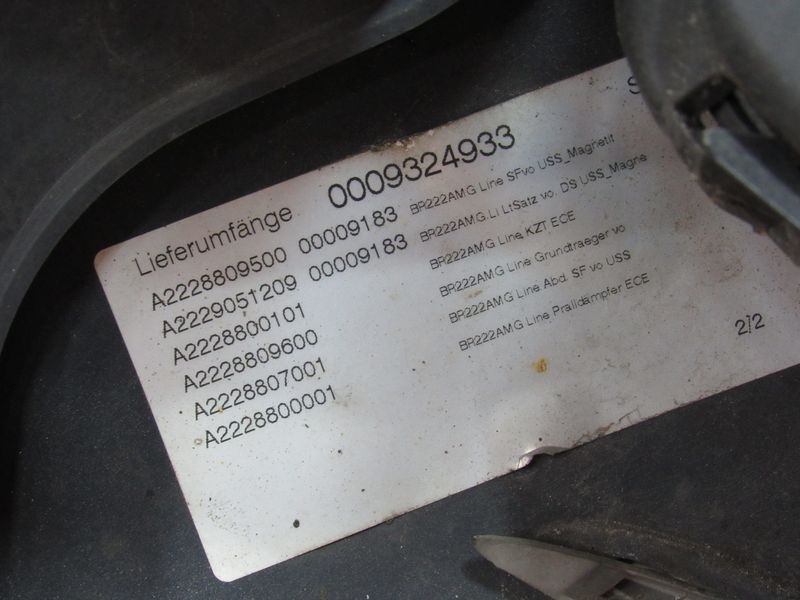 Lieferumfänge 0009324933 S
A2228809500 00009183 BR222AMG Line SFvo USS_Magnetit
A2229051209 00009183 BR222AMG Li LtSatz vo. DS USS_Magne
A2228800101 BR222AMG Line KZT ECE
A2228809600 BR222AMG Line Grundtraeger vo
A2228807001 BR222AMG Line Abd. SF vo USS
A2228800001 BR222AMG Line Pralldämpfer ECE
2/2